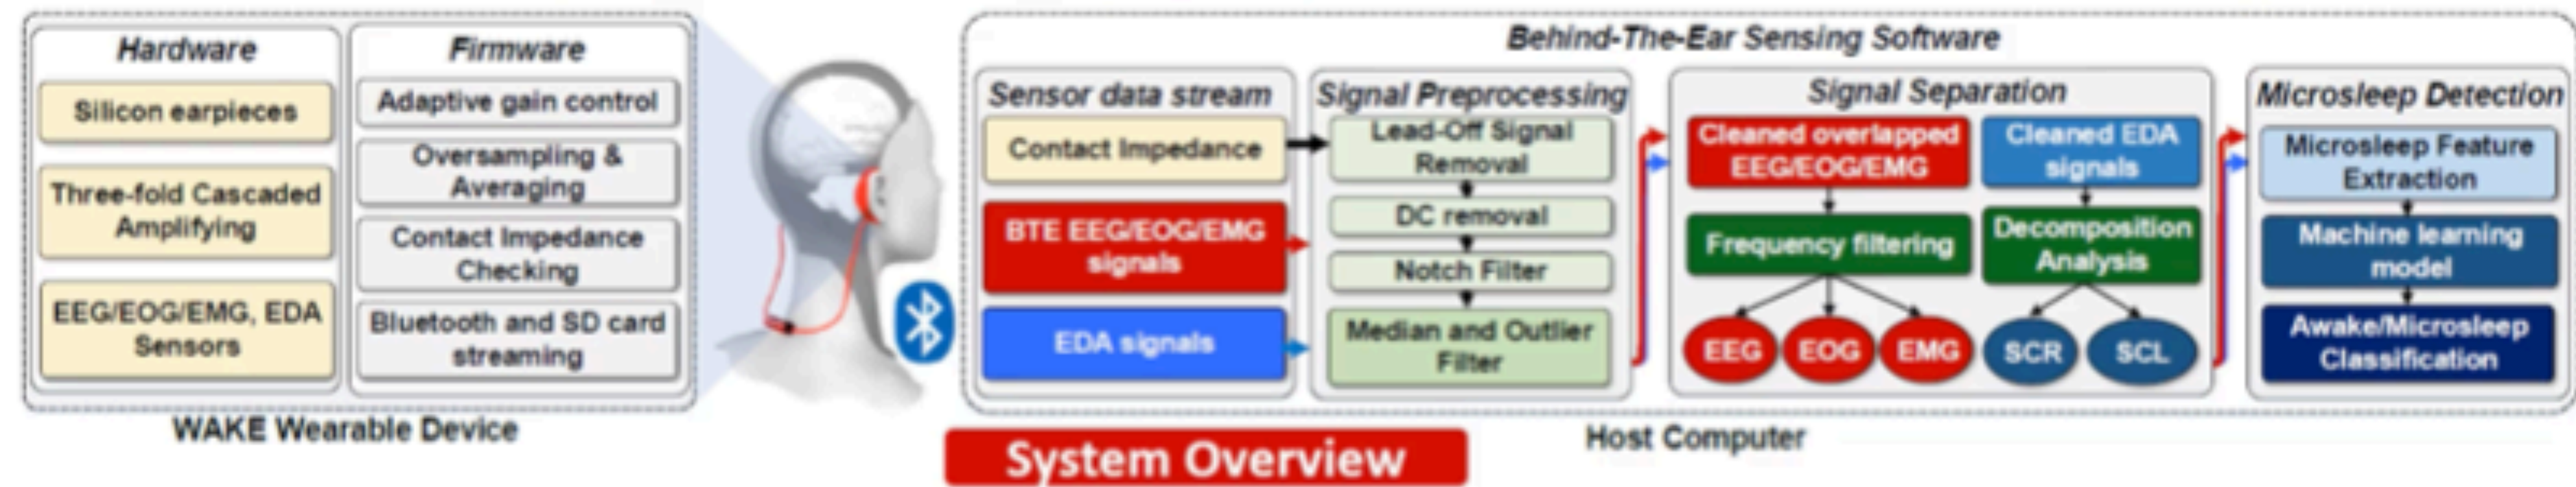 Hardware
Silicon earpieces
Three-fold Cascaded
Amplifying
EEG/EOG/EMG, EDA
Sensors
Firmware
Adaptive gain control
Oversampling &
Averaging
Contact Impedance
Checking
Bluetooth and SD card
streaming
WAKE Wearable Device
Behind-The-Ear Sensing Software
Sensor data stream
Contact Impedance
BTE EEG/EOG/EMG
signals
EDA signals
Signal Preprocessing
Lead-Off Signal
Removal
DC removal
Notch Filter
Median and Outlier
Filter
Signal Separation
Cleaned overlapped
EEG/EOG/EMG
Frequency filtering
EEG
EOG
EMG
Cleaned EDA
signals
Decomposition
Analysis
SCR
SCL
Microsleep Detection
Microsleep Feature
Extraction
Machine learning
model
Awake/Microsleep
Classification
Host Computer
System Overview